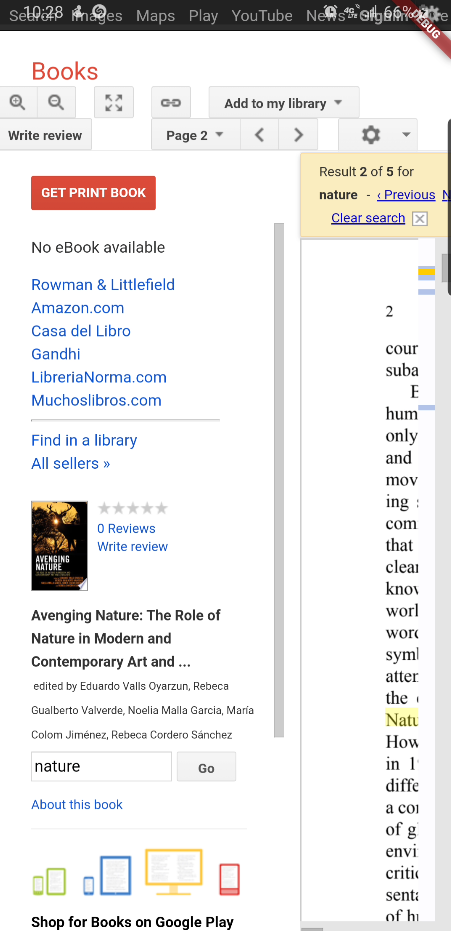 10:28
66%
Search Images Maps Play YouTube News
DEBUG
Books
Add to my library
Write review
Page 2
Result 2 of 5 for
nature - ‹ Previous N
Clear search
GET PRINT BOOK
No eBook available
Rowman & Littlefield
Amazon.com
Casa del Libro
Gandhi
LibreriaNorma.com
Muchoslibros.com
Find in a library
All sellers »
AVENGING
NATURE
0 Reviews
Write review
Avenging Nature: The Role of
Nature in Modern and
Contemporary Art and ...
edited by Eduardo Valls Oyarzun, Rebeca
Gualberto Valverde, Noelia Malla Garcia, María
Colom Jiménez, Rebeca Cordero Sánchez
nature
Go
About this book
Shop for Books on Google Play
2
cour
suba
E
hum
only
and
mov
ing
com
that
clear
know
worl
word
symb
atten
the
Natu
How
in 1
diffe
a cor
of g
envi
critic
senta
of hu